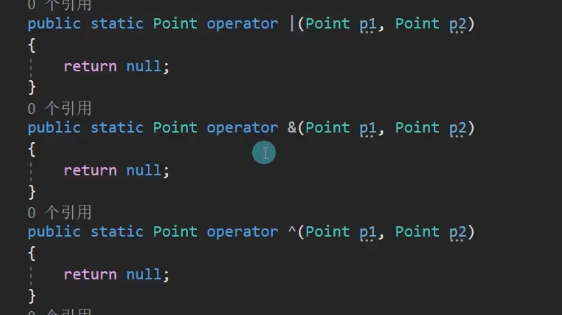 0 个引用
public static Point operator |(Point p1, Point p2)
{
return null;
}
0 个引用
public static Point operator &(Point p1, Point p2)
{
return null;
}
0 个引用
public static Point operator ^(Point p1, Point p2)
{
return null;
}
0 个引用